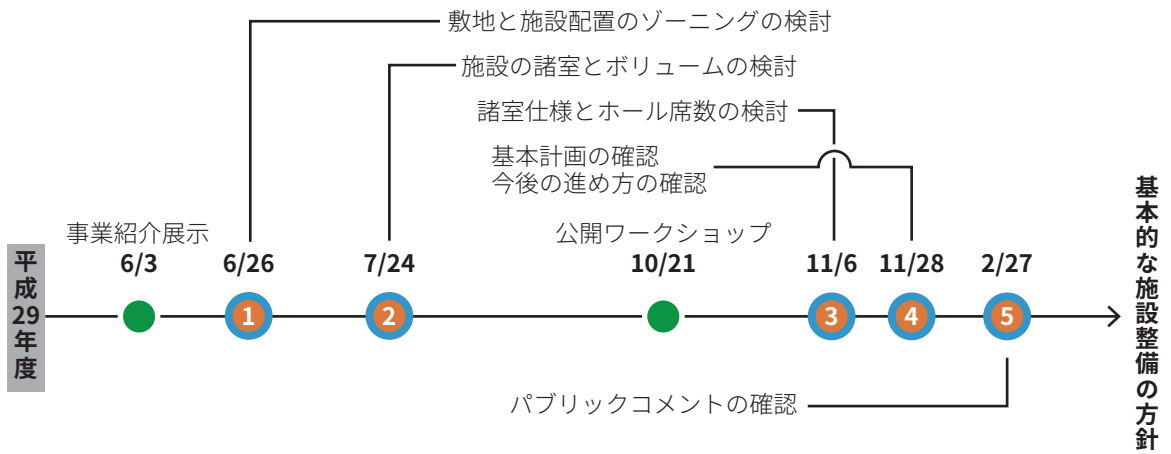 敷地と施設配置のゾーニングの検討
施設の諸室とボリュームの検討
諸室仕様とホール席数の検討
基本計画の確認
今後の進め方の確認
事業紹介展示
公開ワークショップ
6/3
6/26
7/24
10/21
11/6
11/28
2/27
平成29年度
1
2
3
4
5
基本的な施設整備の方針
パブリックコメントの確認